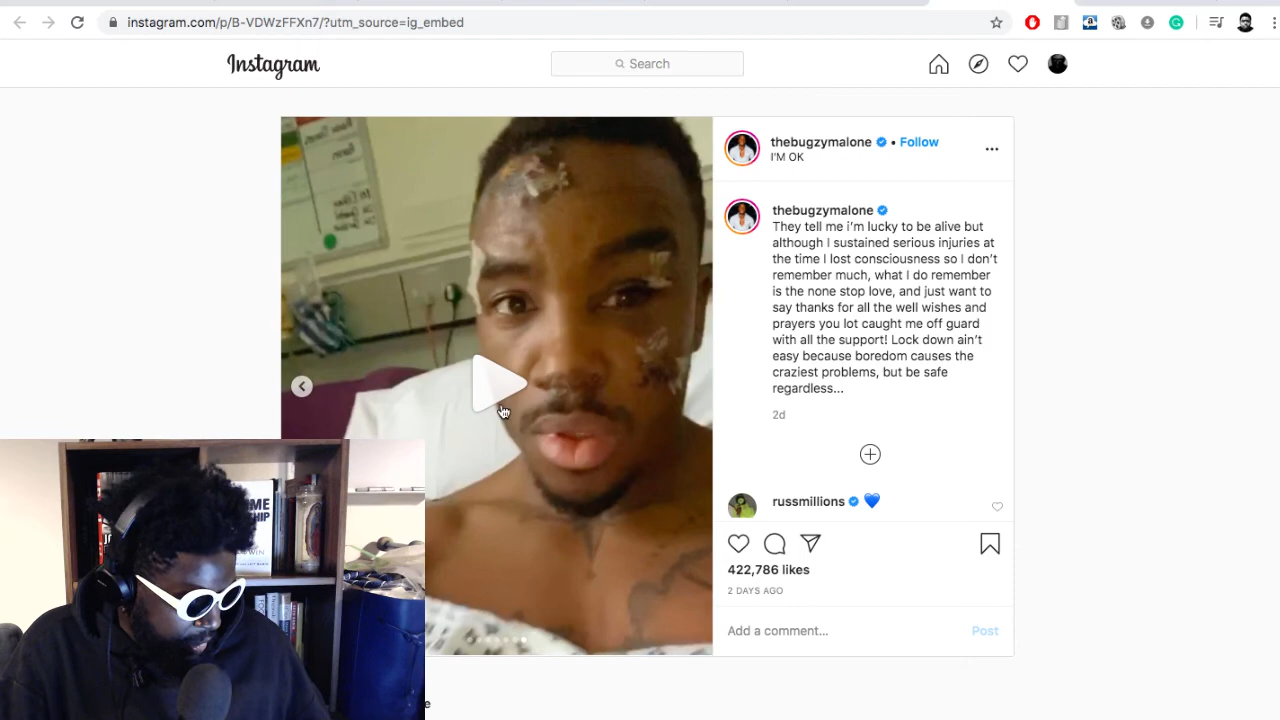 instagram.com/p/B-VDWzFFXn7/?utm_source=ig_embed
Instagram
Search
thebugzymalone • Follow
I'M OK
thebugzymalone
They tell me i'm lucky to be alive but
although I sustained serious injuries at
the time I lost consciousness so I don't
remember much, what I do remember
is the none stop love, and just want to
say thanks for all the well wishes and
prayers you lot caught me off guard
with all the support! Lock down ain't
easy because boredom causes the
craziest problems, but be safe
regardless...
2d
russmillions 💙
422,786 likes
2 DAYS AGO
Add a comment...
Post